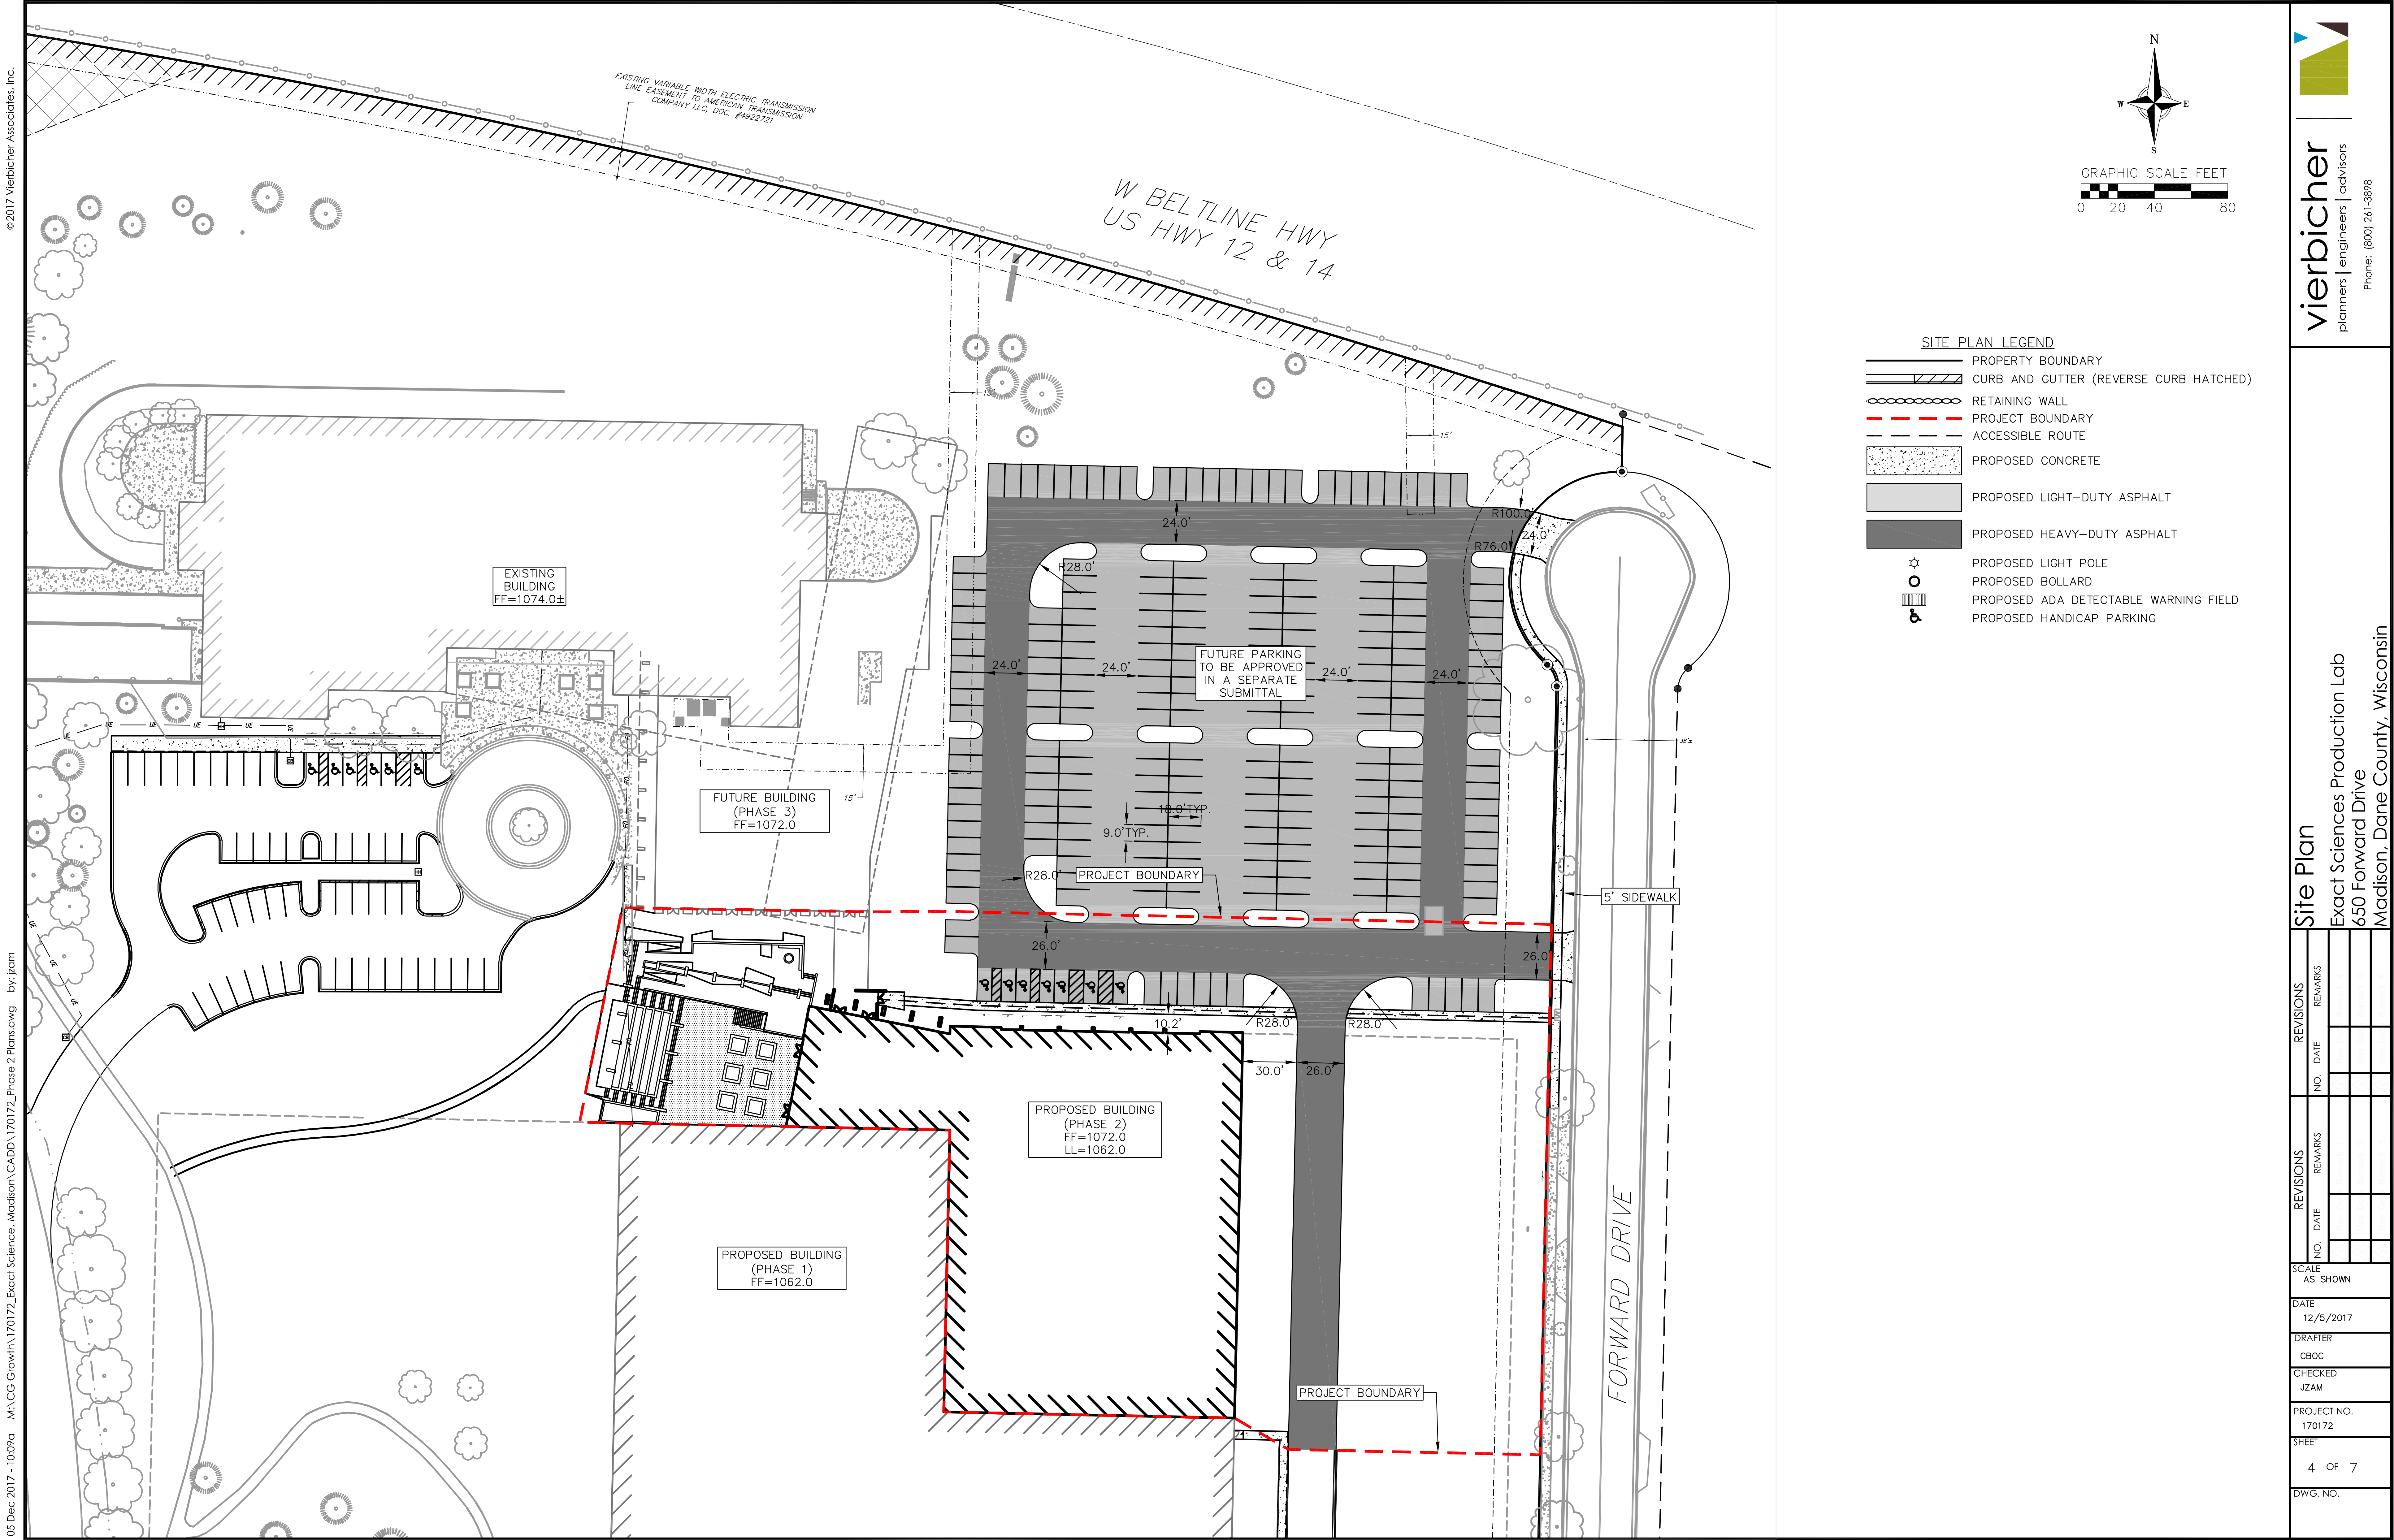 ©2017 Vierbicher Associates, Inc.
05 Dec 2017 - 10:09a M:\CG Growth\170172_Exact Science, Madison\CADD\170172_Phase 2 Plans.dwg by: jzam
EXISTING VARIABLE WIDTH ELECTRIC TRANSMISSION
LINE EASEMENT TO AMERICAN TRANSMISSION
COMPANY LLC, DOC. #4922721
W BELTLINE HWY
US HWY 12 & 14
N
W
E
S
GRAPHIC SCALE FEET
0 20 40 80
SITE PLAN LEGEND
PROPERTY BOUNDARY
CURB AND GUTTER (REVERSE CURB HATCHED)
RETAINING WALL
PROJECT BOUNDARY
ACCESSIBLE ROUTE
PROPOSED CONCRETE
PROPOSED LIGHT-DUTY ASPHALT
PROPOSED HEAVY-DUTY ASPHALT
PROPOSED LIGHT POLE
PROPOSED BOLLARD
PROPOSED ADA DETECTABLE WARNING FIELD
PROPOSED HANDICAP PARKING
15'
15'
R100.0'
24.0'
24.0'
R76.0'
R28.0'
EXISTING
BUILDING
FF=1074.0±
FUTURE PARKING
TO BE APPROVED
IN A SEPARATE
SUBMITTAL
24.0'
24.0'
24.0'
24.0'
UE
UE
UE
UE
UE
UE
36'±
FUTURE BUILDING
(PHASE 3)
FF=1072.0
15'
18.0'TYP.
9.0'TYP.
R28.0'
PROJECT BOUNDARY
5' SIDEWALK
26.0'
26.0'
10.2'
R28.0'
R28.0'
30.0'
26.0'
PROPOSED BUILDING
(PHASE 2)
FF=1072.0
LL=1062.0
PROPOSED BUILDING
(PHASE 1)
FF=1062.0
PROJECT BOUNDARY
FORWARD DRIVE
vierbicher
planners | engineers | advisors
Phone: (800) 261-3898
Site Plan
Exact Sciences Production Lab
650 Forward Drive
Madison, Dane County, Wisconsin
REVISIONS
NO. DATE REMARKS
REVISIONS
NO. DATE REMARKS
SCALE
AS SHOWN
DATE
12/5/2017
DRAFTER
CBOC
CHECKED
JZAM
PROJECT NO.
170172
SHEET
4 OF 7
DWG. NO.